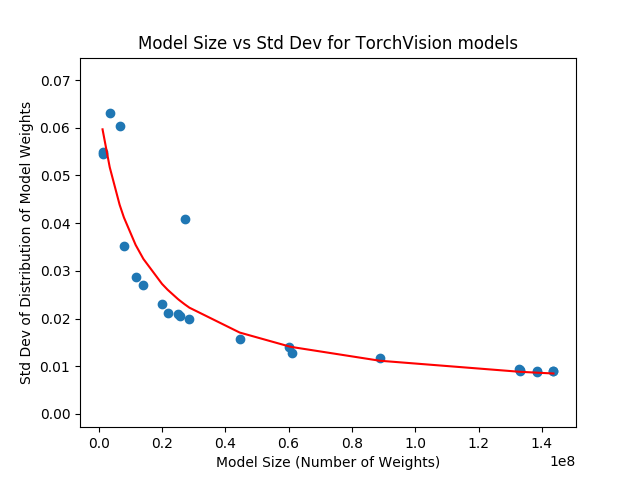 Model Size vs Std Dev for TorchVision models
Std Dev of Distribution of Model Weights
0.07
0.06
0.05
0.04
0.03
0.02
0.01
0.00
0.0 0.2 0.4 0.6 0.8 1.0 1.2 1.4
1e8
Model Size (Number of Weights)